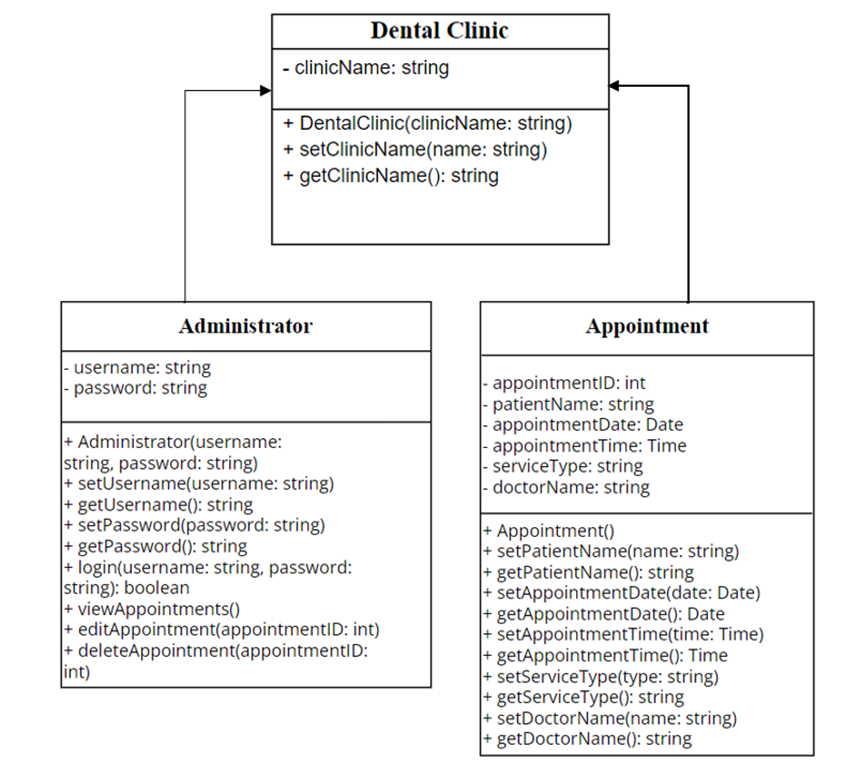 Dental Clinic
- clinicName: string
+ DentalClinic(clinicName: string)
+ setClinicName(name: string)
+ getClinicName(): string
Administrator
- username: string
- password: string
+ Administrator(username:
string, password: string)
+ setUsername(username: string)
+ getUsername(): string
+ setPassword(password: string)
+ getPassword(): string
+ login(username: string, password:
string): boolean
+ viewAppointments()
+ editAppointment(appointmentID: int)
+ deleteAppointment(appointmentID:
int)
Appointment
- appointmentID: int
- patientName: string
- appointmentDate: Date
- appointmentTime: Time
- serviceType: string
- doctorName: string
+ Appointment()
+ setPatientName(name: string)
+ getPatientName(): string
+ setAppointmentDate(date: Date)
+ getAppointmentDate(): Date
+ setAppointmentTime(time: Time)
+ getAppointmentTime(): Time
+ setServiceType(type: string)
+ getServiceType(): string
+ setDoctorName(name: string)
+ getDoctorName(): string